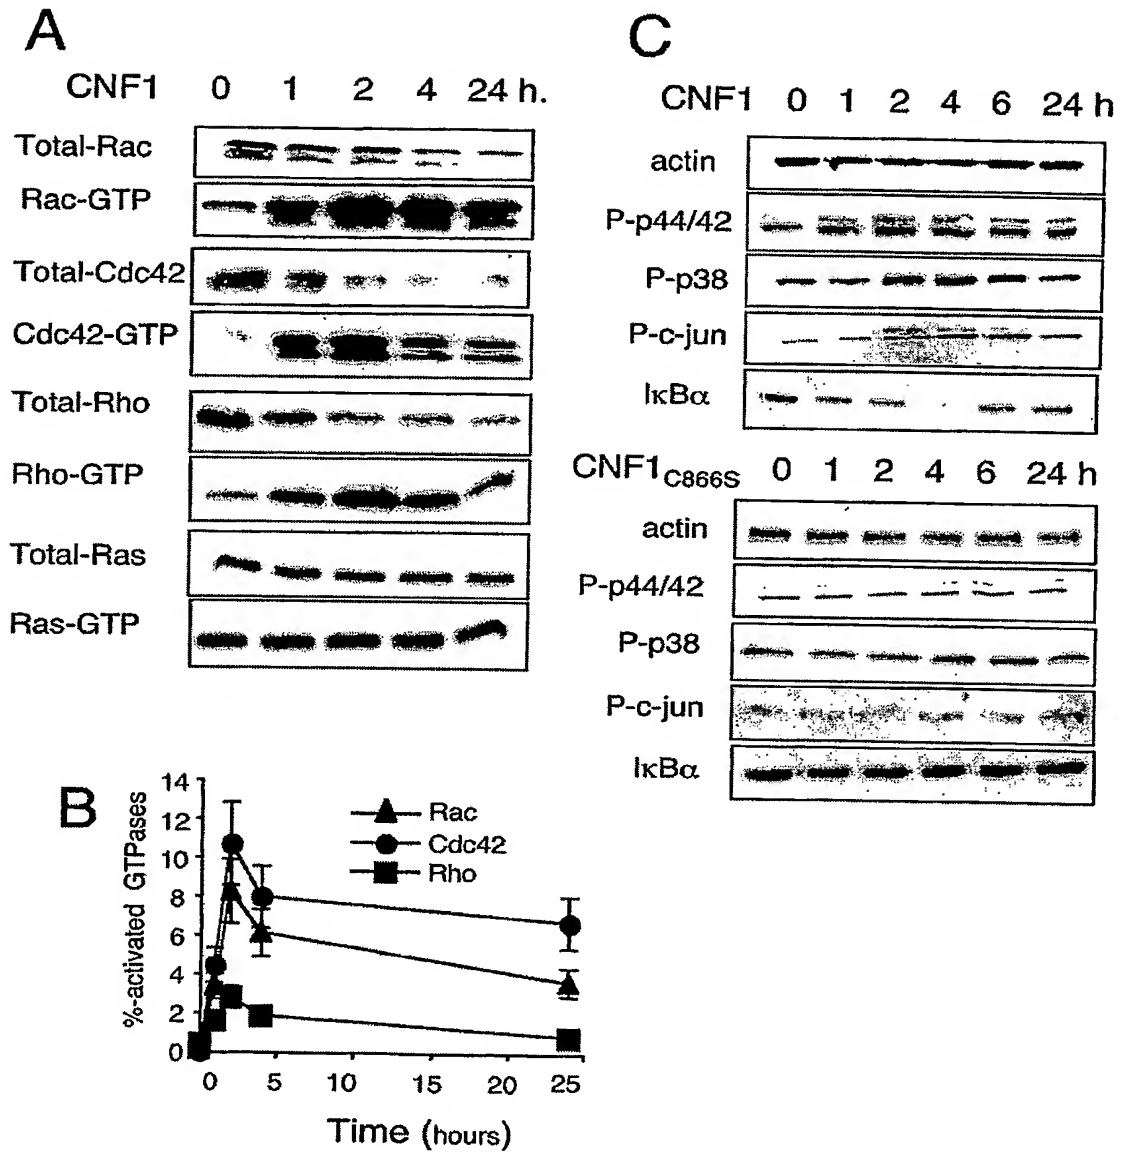 A
CNF1 0 1 2 4 24 h.
Total-Rac
Rac-GTP
Total-Cdc42
Cdc42-GTP
Total-Rho
Rho-GTP
Total-Ras
Ras-GTP
B
%-activated GTPases
14
12
10
8
6
4
2
0
Rac
Cdc42
Rho
0 5 10 15 20 25
Time (hours)
C
CNF1 0 1 2 4 6 24 h
actin
P-p44/42
P-p38
P-c-jun
IκBα
CNF1C866S 0 1 2 4 6 24 h
actin
P-p44/42
P-p38
P-c-jun
IκBα